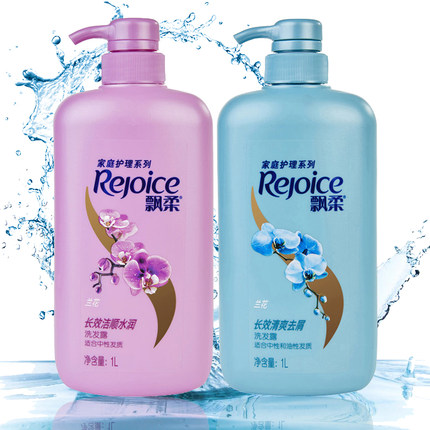 家庭护理系列
Rejoice
飘柔®
兰花
长效洁顺水润
洗发露
适合中性发质
净含量：1L
家庭护理系列
Rejoice
飘柔®
兰花
长效清爽去屑
洗发露
适合中性和油性发质
净含量：1L